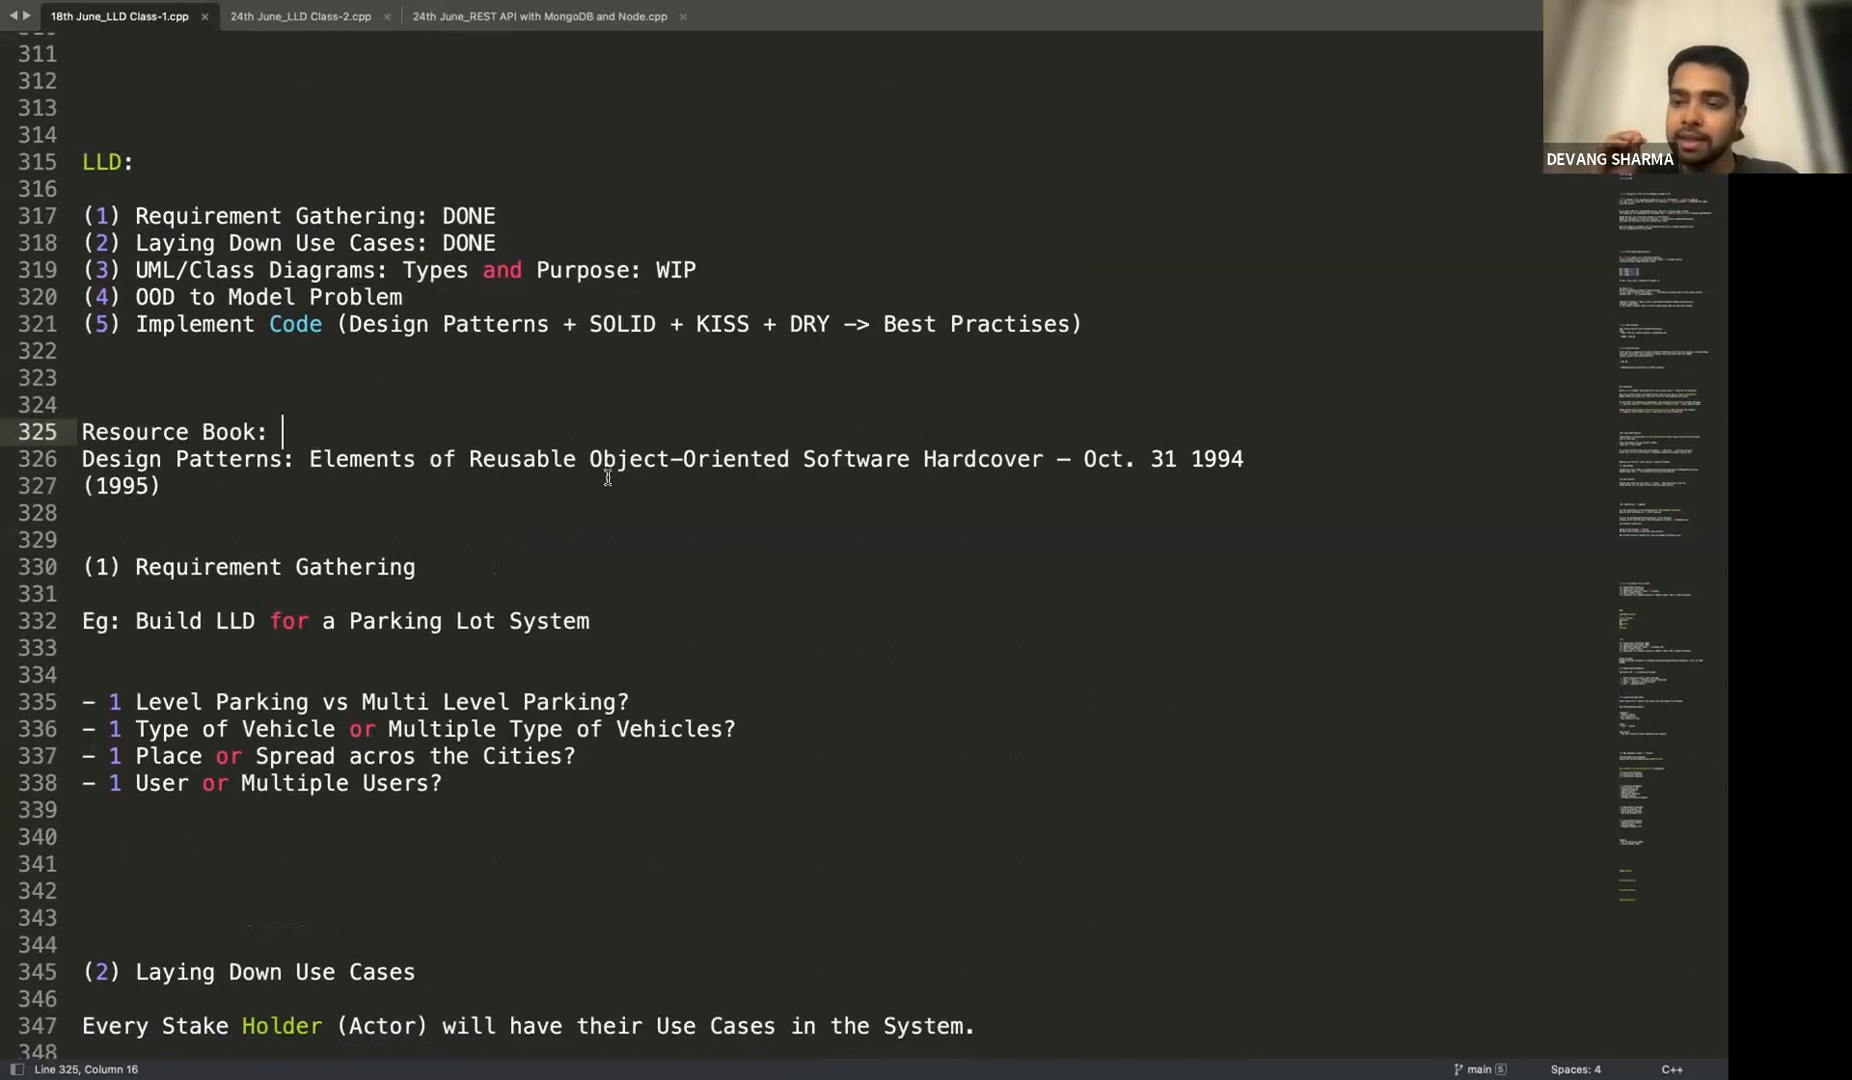 18th June_LLD Class-1.cpp
24th June_LLD Class-2.cpp
24th June_REST API with MongoDB and Node.cpp
DEVANG SHARMA
311
312
313
314
315 LLD:
316
317 (1) Requirement Gathering: DONE
318 (2) Laying Down Use Cases: DONE
319 (3) UML/Class Diagrams: Types and Purpose: WIP
320 (4) OOD to Model Problem
321 (5) Implement Code (Design Patterns + SOLID + KISS + DRY –> Best Practises)
322
323
324
325 Resource Book:
326 Design Patterns: Elements of Reusable Object-Oriented Software Hardcover – Oct. 31 1994
327 (1995)
328
329
330 (1) Requirement Gathering
331
332 Eg: Build LLD for a Parking Lot System
333
334
335 – 1 Level Parking vs Multi Level Parking?
336 – 1 Type of Vehicle or Multiple Type of Vehicles?
337 – 1 Place or Spread acros the Cities?
338 – 1 User or Multiple Users?
339
340
341
342
343
344
345 (2) Laying Down Use Cases
346
347 Every Stake Holder (Actor) will have their Use Cases in the System.
348
Line 325, Column 16
main 5
Spaces: 4
C++